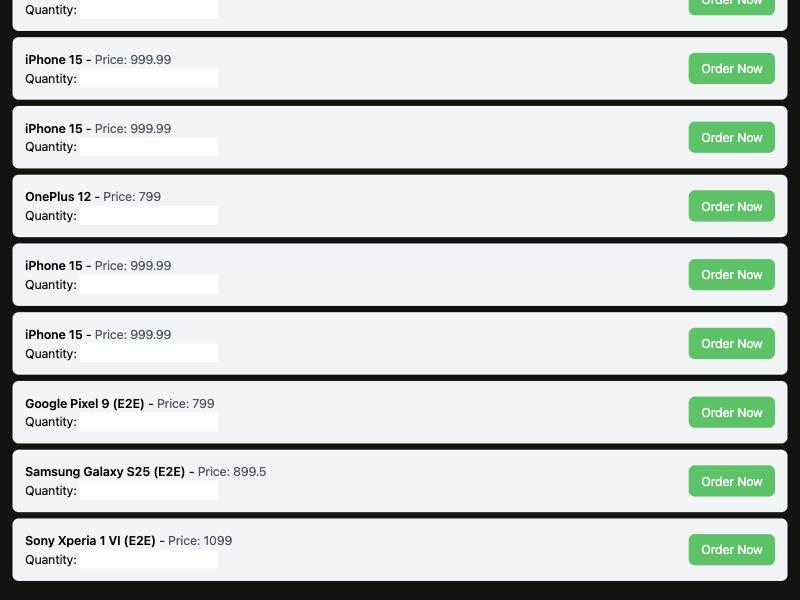 Quantity:
Order Now
iPhone 15 - Price: 999.99
Quantity:
Order Now
iPhone 15 - Price: 999.99
Quantity:
Order Now
OnePlus 12 - Price: 799
Quantity:
Order Now
iPhone 15 - Price: 999.99
Quantity:
Order Now
iPhone 15 - Price: 999.99
Quantity:
Order Now
Google Pixel 9 (E2E) - Price: 799
Quantity:
Order Now
Samsung Galaxy S25 (E2E) - Price: 899.5
Quantity:
Order Now
Sony Xperia 1 VI (E2E) - Price: 1099
Quantity:
Order Now